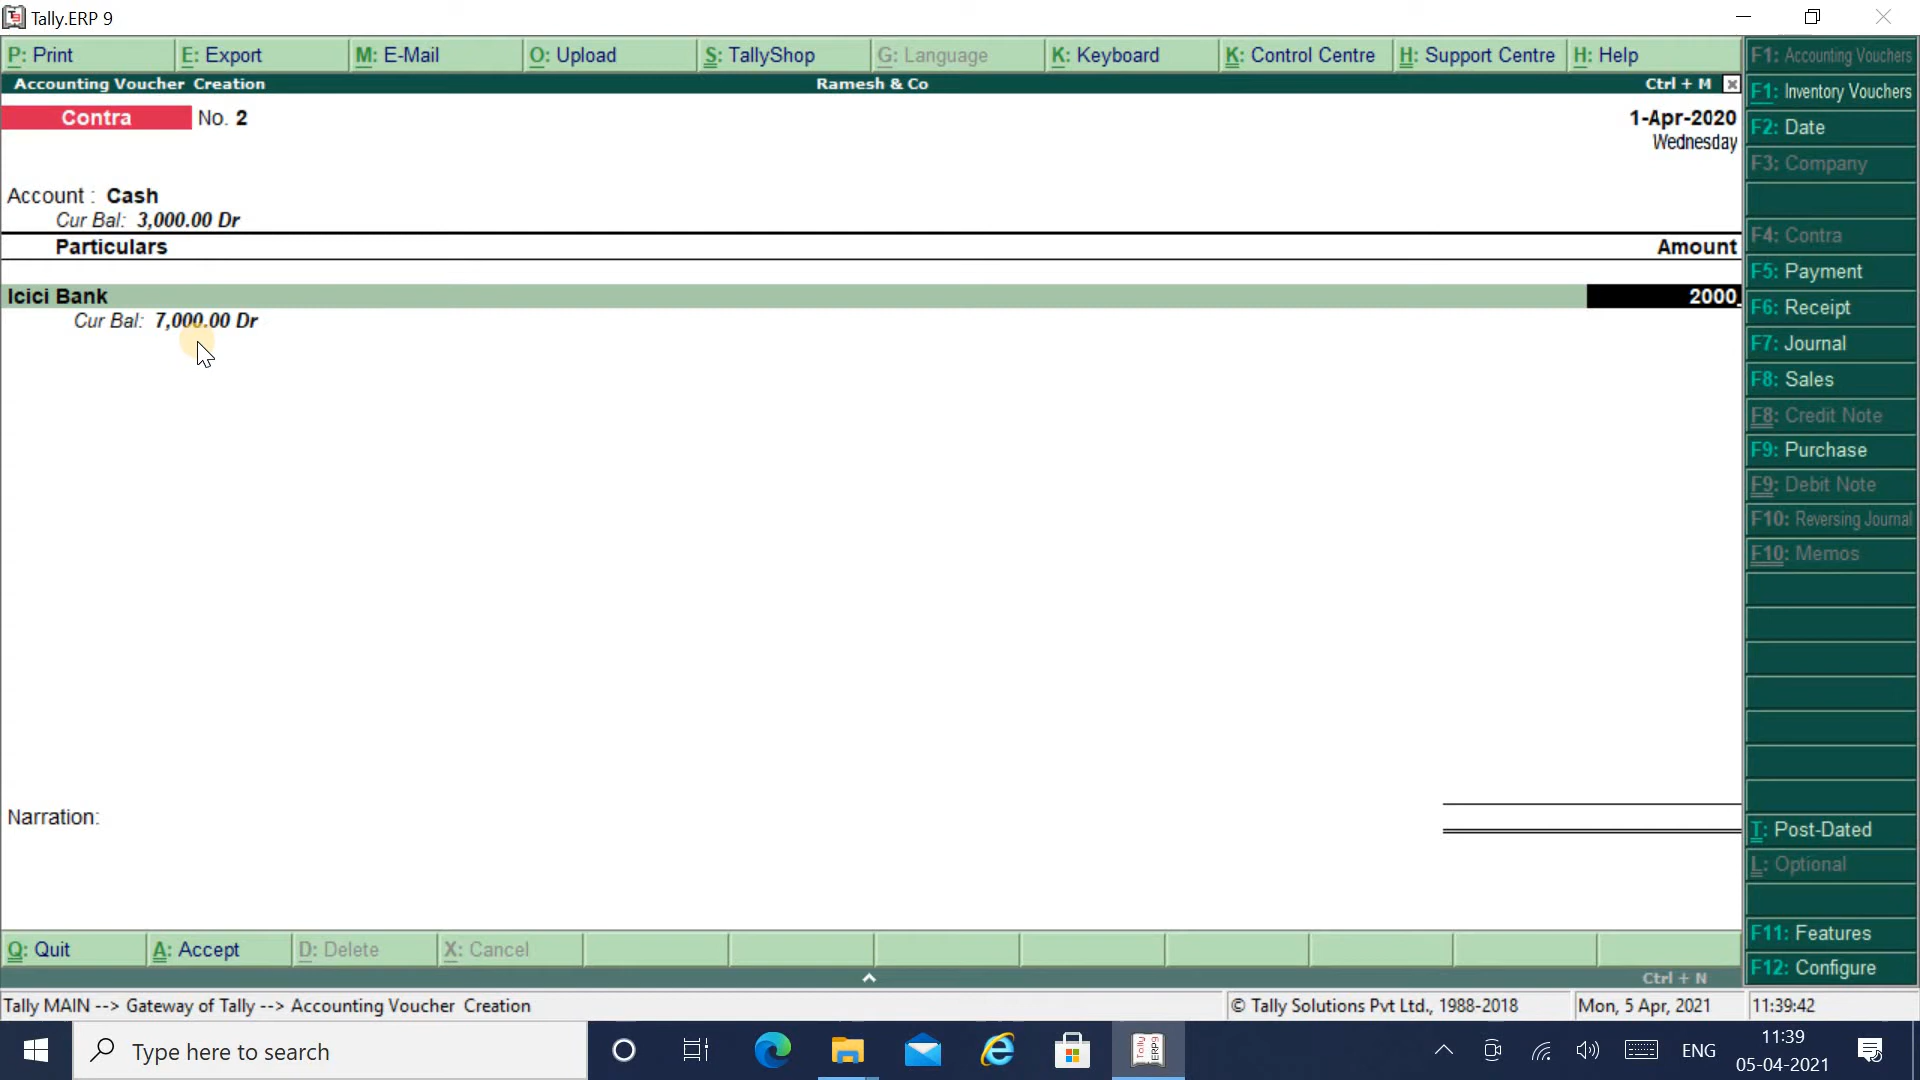 Tally.ERP 9
P: Print
E: Export
M: E-Mail
O: Upload
S: TallyShop
G: Language
K: Keyboard
K: Control Centre
H: Support Centre
H: Help
Accounting Voucher Creation
Ramesh & Co
Ctrl + M
Contra No. 2
1-Apr-2020
Wednesday
Account : Cash
Cur Bal: 3,000.00 Dr
Particulars
Amount
Icici Bank
2000
Cur Bal: 7,000.00 Dr
Narration:
F1: Accounting Vouchers
F1: Inventory Vouchers
F2: Date
F3: Company
F4: Contra
F5: Payment
F6: Receipt
F7: Journal
F8: Sales
F8: Credit Note
F9: Purchase
F9: Debit Note
F10: Reversing Journal
F10: Memos
T: Post-Dated
L: Optional
F11: Features
F12: Configure
Q: Quit
A: Accept
D: Delete
X: Cancel
Ctrl + N
Tally MAIN --> Gateway of Tally --> Accounting Voucher Creation
© Tally Solutions Pvt Ltd., 1988-2018
Mon, 5 Apr, 2021
11:39:42
Type here to search
Tally
ERP9
ENG
11:39
05-04-2021